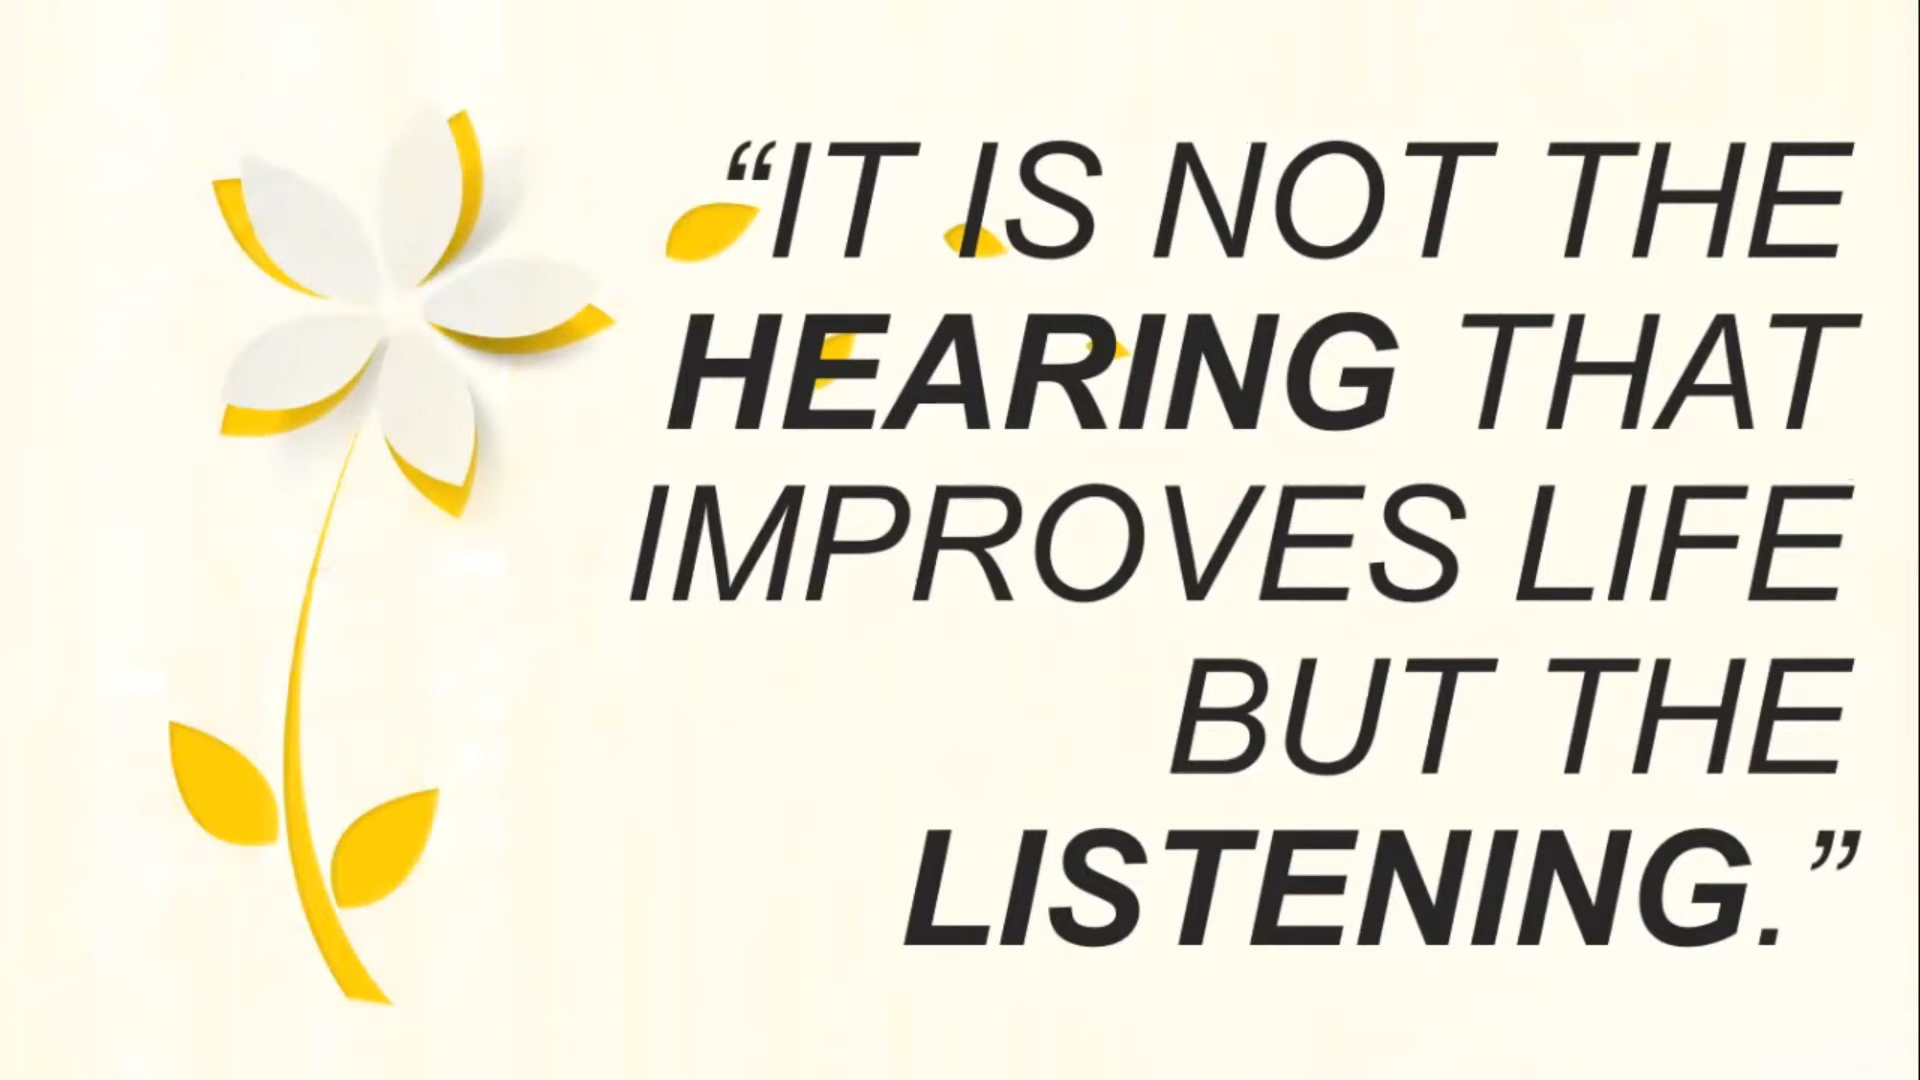 “IT IS NOT THE
HEARING THAT
IMPROVES LIFE
BUT THE
LISTENING.”